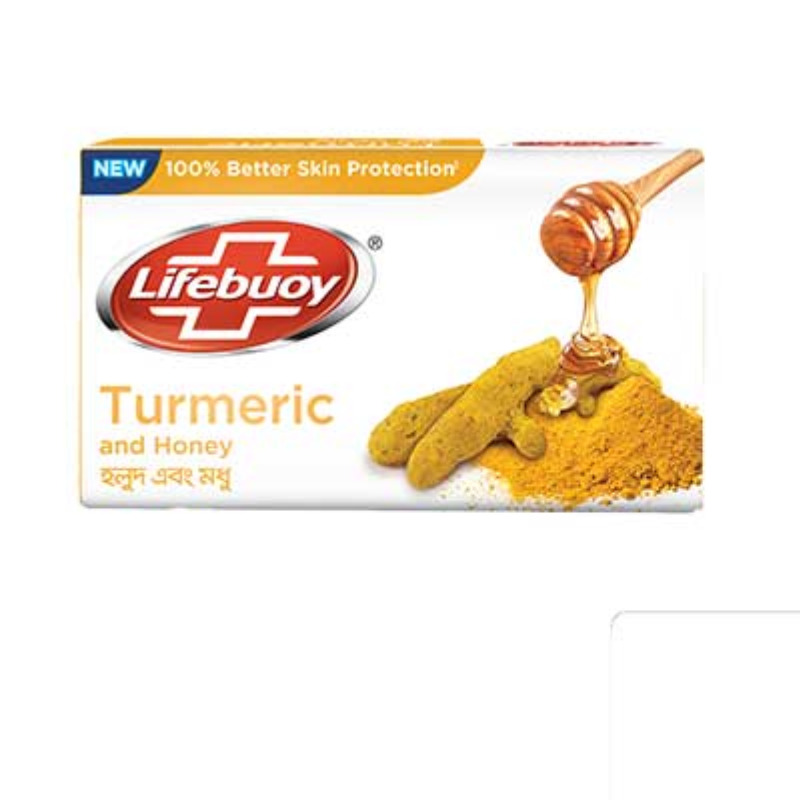 NEW 100% Better Skin Protection
Lifebuoy®
Turmeric
and Honey
হলুদ এবং মধু